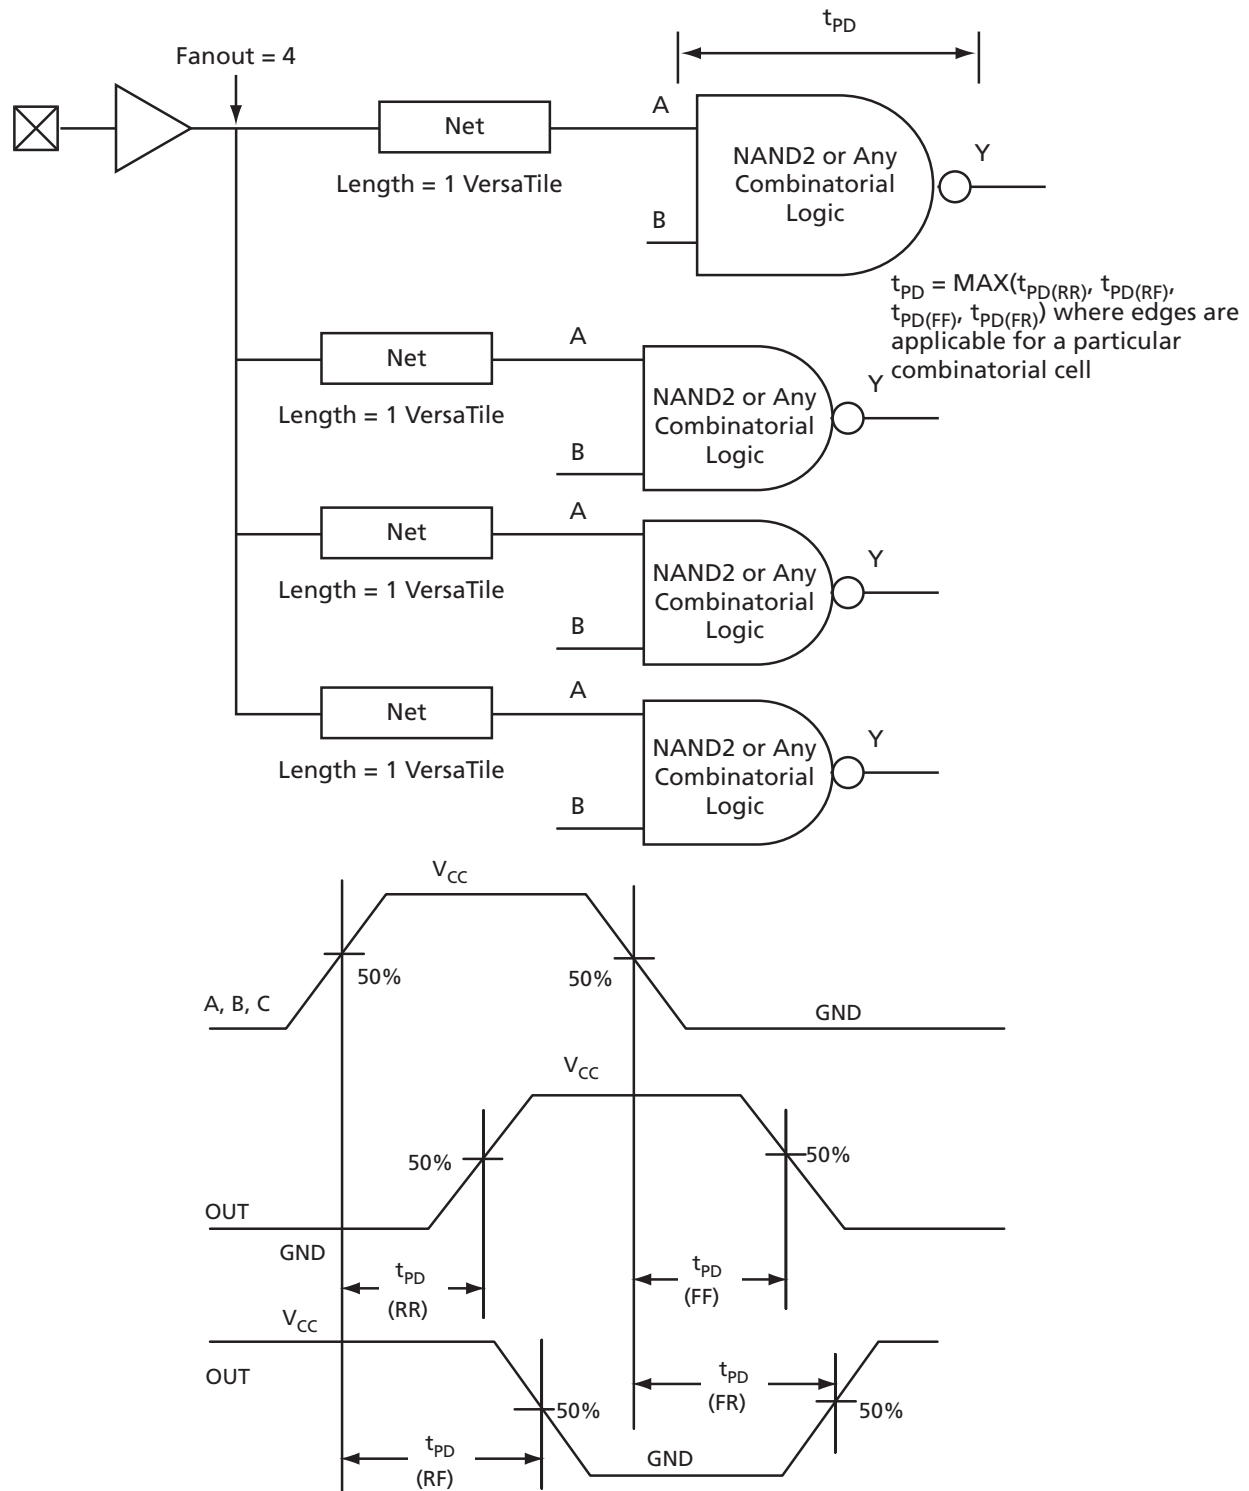 tPD
Fanout = 4
A
Net
Length = 1 VersaTile
NAND2 or Any
Combinatorial
Logic
Y
B
tPD = MAX(tPD(RR), tPD(RF),
tPD(FF), tPD(FR)) where edges are
applicable for a particular
combinatorial cell
A
Net
Length = 1 VersaTile
NAND2 or Any
Combinatorial
Logic
Y
B
A
Net
Length = 1 VersaTile
NAND2 or Any
Combinatorial
Logic
Y
B
A
Net
Length = 1 VersaTile
NAND2 or Any
Combinatorial
Logic
Y
B
VCC
50%
50%
A, B, C
GND
VCC
50%
50%
OUT
GND
tPD
(RR)
tPD
(FF)
VCC
OUT
tPD
(FR)
50%
50%
tPD
(RF)
GND